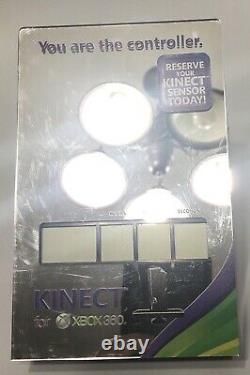 You are the controller.
RESERVE
YOUR
KINECT
SENSOR
TODAY!
KINECT
for XBOX 360.